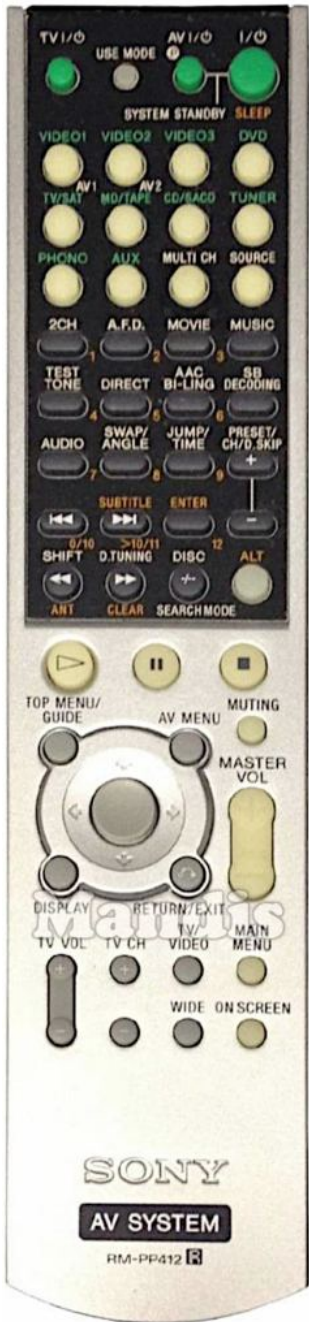 TV I/⏻ AV I/⏻ I/⏻
USE MODE P
SYSTEM STANDBY SLEEP
VIDEO1 VIDEO2 VIDEO3 DVD
AV1 AV2
TV/SAT MD/TAPE CD/SACD TUNER
PHONO AUX MULTI CH SOURCE
2CH A.F.D. MOVIE MUSIC
1 2 3
TEST TONE DIRECT AAC BI-LING SB DECODING
4 5 6
AUDIO SWAP/ANGLE JUMP/TIME PRESET/CH/D.SKIP
7 8 9 +
SUBTITLE ENTER
⏮ ⏭ −
0/10 >10/11 12
SHIFT D.TUNING DISC ALT
◀◀ ▶▶ -/--
ANT CLEAR SEARCH MODE
TOP MENU/GUIDE AV MENU MUTING
MASTER VOL
DISPLAY RETURN/EXIT
Mandis
TV VOL TV CH TV/VIDEO MAIN MENU
+ +
− − WIDE ON SCREEN
SONY
AV SYSTEM
RM-PP412 R